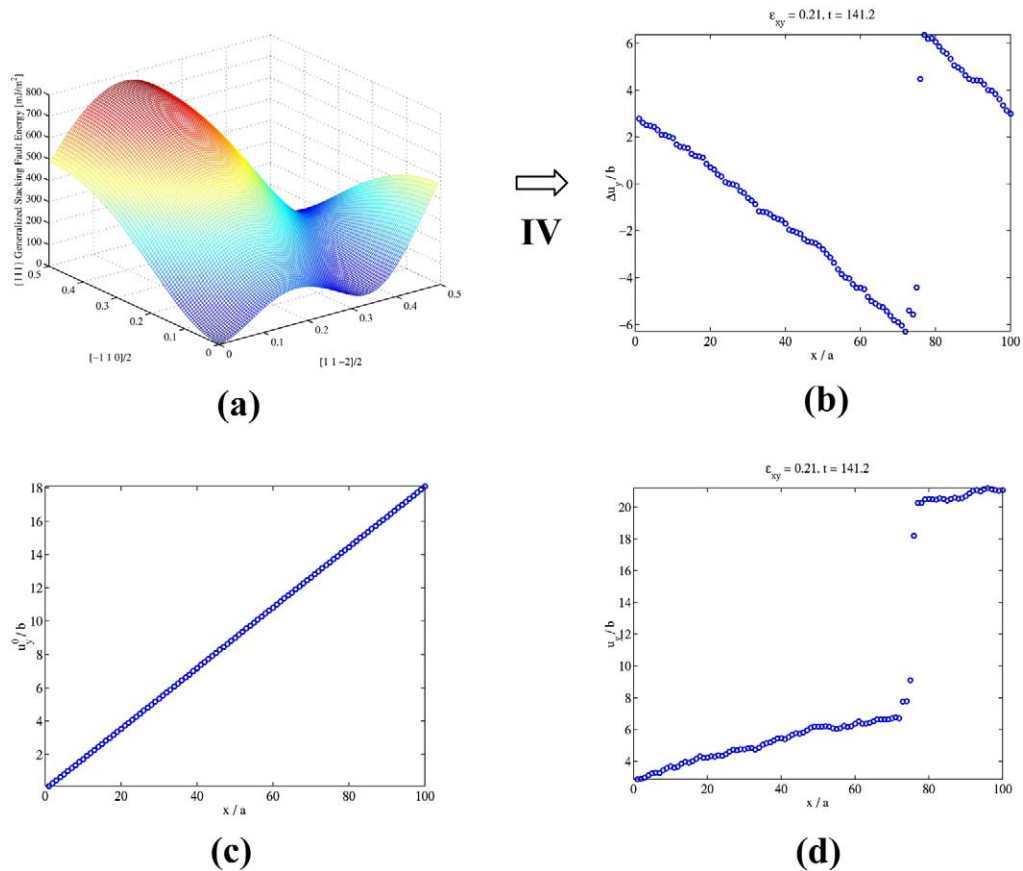 {111} Generalized Stacking Fault Energy [mJ/m²]
800
700
600
500
400
300
200
100
0
0.5
0.4
0.3
0.2
0.1
0
[-1 1 0]/2
0
0.1
0.2
0.3
0.4
0.5
[1 1 -2]/2
(a)
IV
ε_xy = 0.21, t = 141.2
6
4
2
0
-2
-4
-6
Δu_y / b
0 20 40 60 80 100
x / a
(b)
18
16
14
12
10
8
6
4
2
u_y^0 / b
0 20 40 60 80 100
x / a
(c)
ε_xy = 0.21, t = 141.2
20
18
16
14
12
10
8
6
4
u_y / b
0 20 40 60 80 100
x / a
(d)